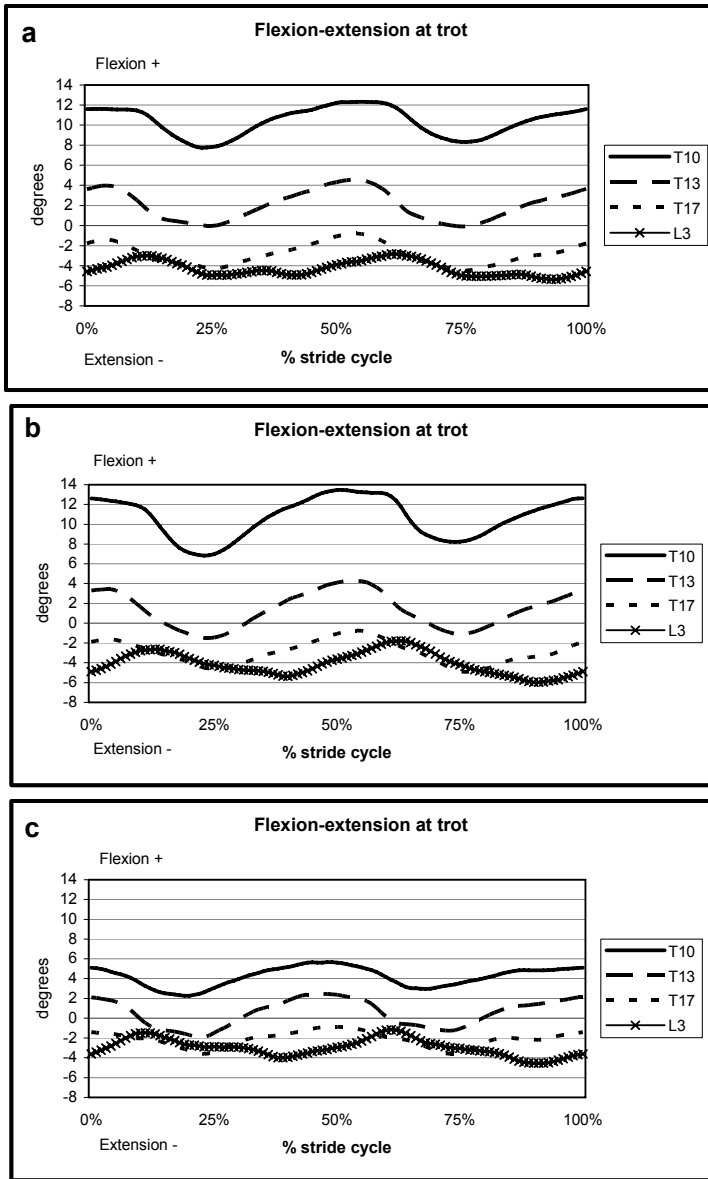 a
Flexion-extension at trot
Flexion +
14
12
10
8
6
4
2
0
-2
-4
-6
-8
degrees
0% 25% 50% 75% 100%
Extension -
% stride cycle
T10
T13
T17
L3
b
Flexion-extension at trot
Flexion +
14
12
10
8
6
4
2
0
-2
-4
-6
-8
degrees
0% 25% 50% 75% 100%
Extension -
% stride cycle
T10
T13
T17
L3
c
Flexion-extension at trot
Flexion +
14
12
10
8
6
4
2
0
-2
-4
-6
-8
degrees
0% 25% 50% 75% 100%
Extension -
% stride cycle
T10
T13
T17
L3